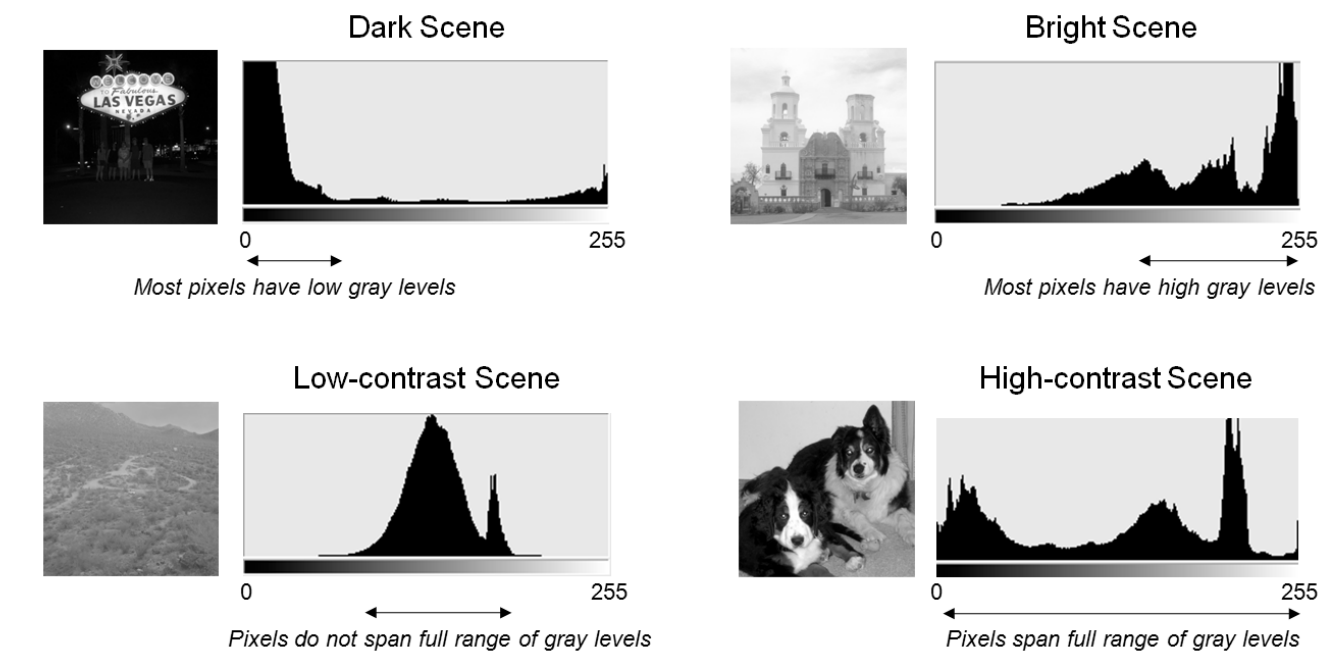 Dark Scene
Fabulous
LAS VEGAS
NEVADA
0
255
Most pixels have low gray levels
Bright Scene
0
255
Most pixels have high gray levels
Low-contrast Scene
0
255
Pixels do not span full range of gray levels
High-contrast Scene
0
255
Pixels span full range of gray levels